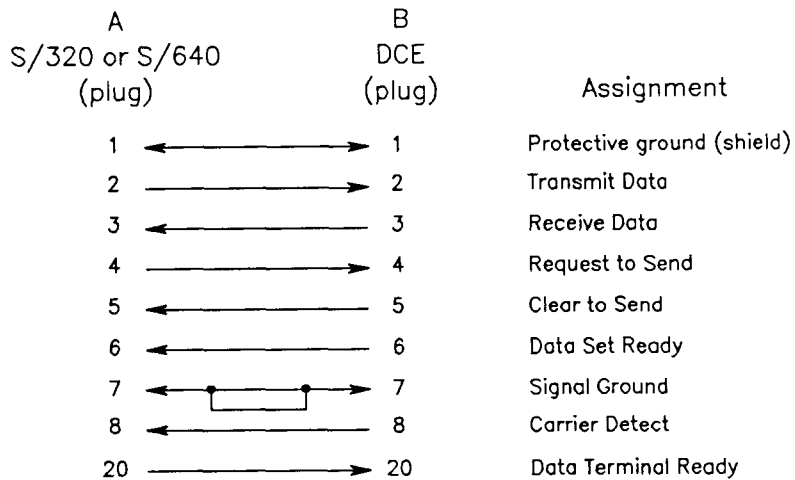 A B
S/320 or S/640 DCE
(plug) (plug) Assignment
1 1 Protective ground (shield)
2 2 Transmit Data
3 3 Receive Data
4 4 Request to Send
5 5 Clear to Send
6 6 Data Set Ready
7 7 Signal Ground
8 8 Carrier Detect
20 20 Data Terminal Ready